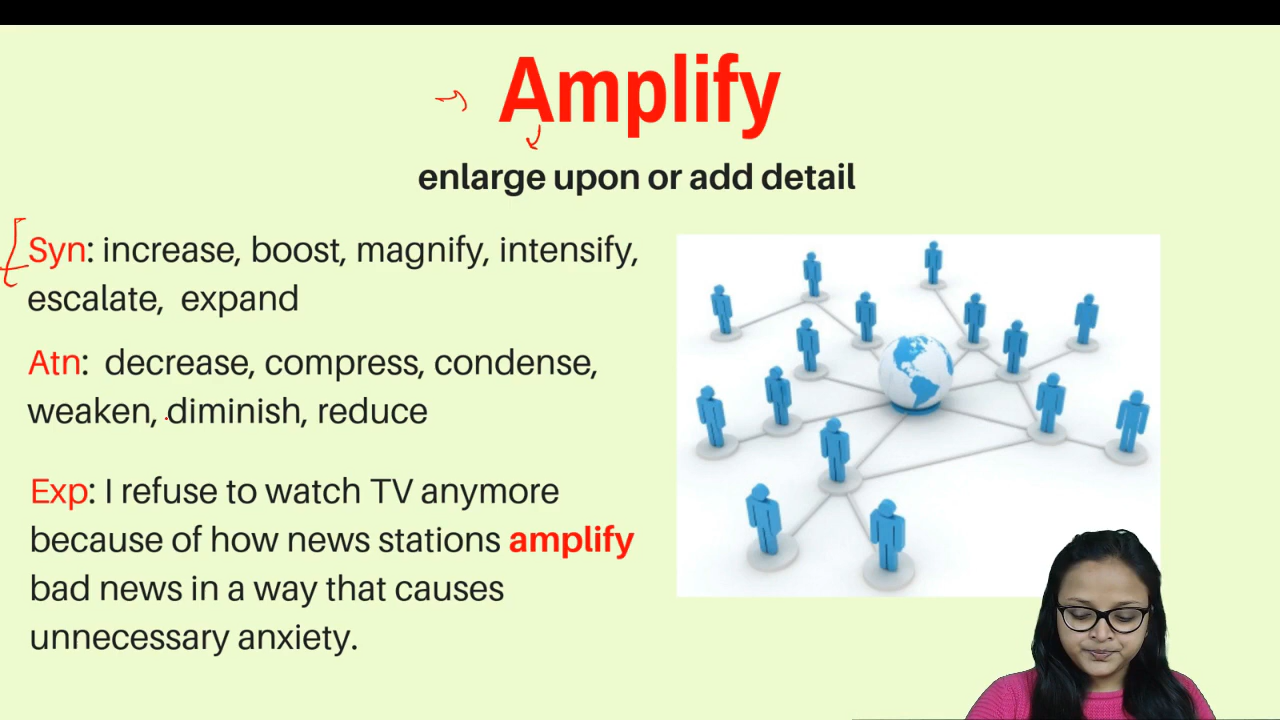 Amplify
enlarge upon or add detail
Syn: increase, boost, magnify, intensify,
escalate, expand
Atn: decrease, compress, condense,
weaken, diminish, reduce
Exp: I refuse to watch TV anymore
because of how news stations amplify
bad news in a way that causes
unnecessary anxiety.